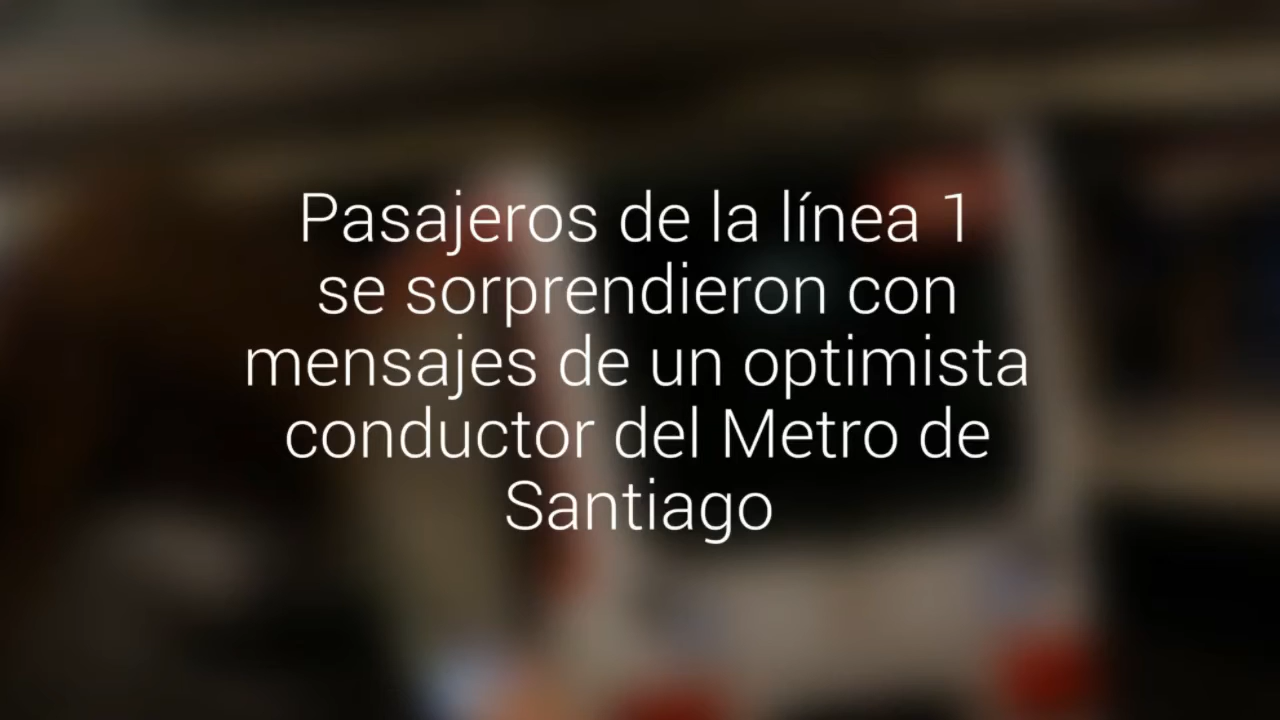 Pasajeros de la línea 1
se sorprendieron con
mensajes de un optimista
conductor del Metro de
Santiago